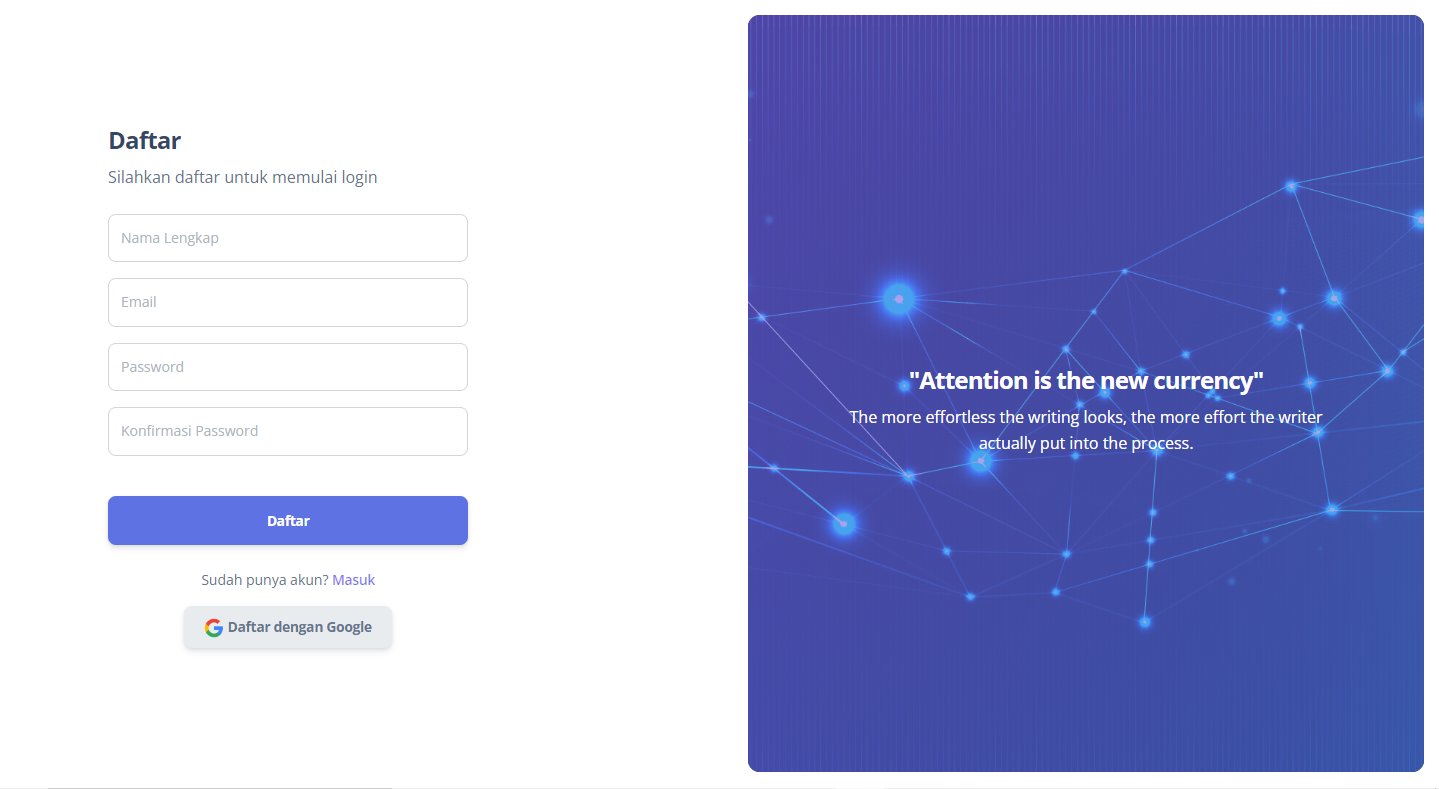 Daftar
Silahkan daftar untuk memulai login
Nama Lengkap
Email
Password
Konfirmasi Password
Daftar
Sudah punya akun? Masuk
Daftar dengan Google
"Attention is the new currency"
The more effortless the writing looks, the more effort the writer
actually put into the process.